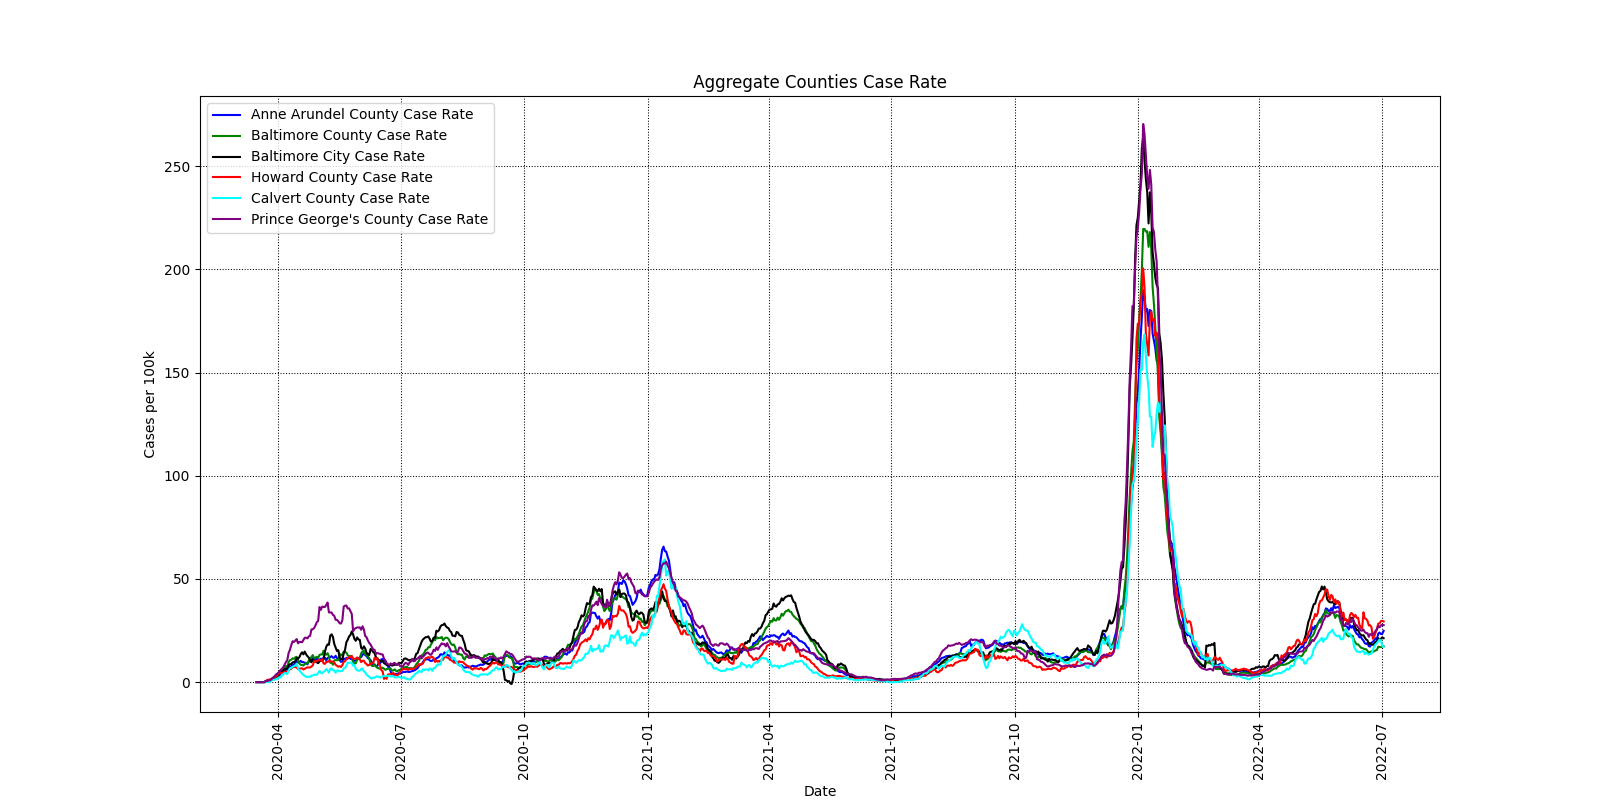 Aggregate Counties Case Rate
Anne Arundel County Case Rate
Baltimore County Case Rate
Baltimore City Case Rate
Howard County Case Rate
Calvert County Case Rate
Prince George's County Case Rate
Cases per 100k
250
200
150
100
50
0
2020-04
2020-07
2020-10
2021-01
2021-04
2021-07
2021-10
2022-01
2022-04
2022-07
Date